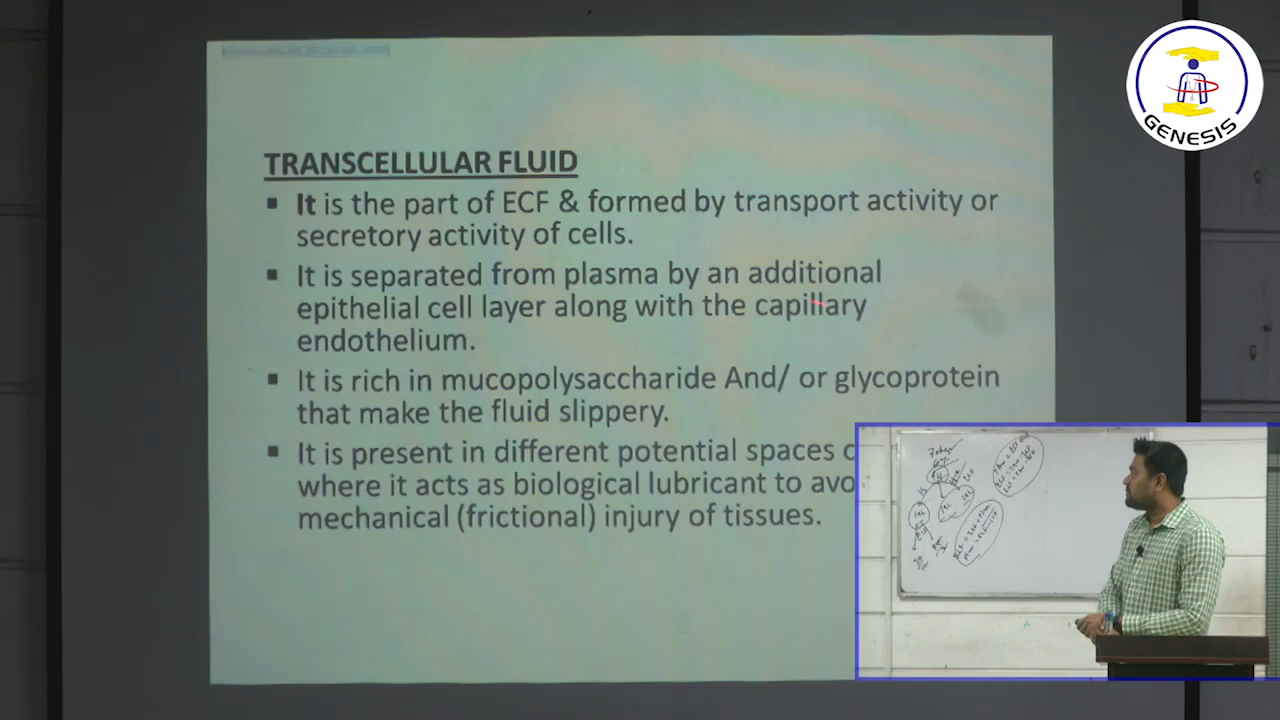 GENESIS
TRANSCELLULAR FLUID
▪ It is the part of ECF & formed by transport activity or
secretory activity of cells.
▪ It is separated from plasma by an additional
epithelial cell layer along with the capillary
endothelium.
▪ It is rich in mucopolysaccharide And/ or glycoprotein
that make the fluid slippery.
▪ It is present in different potential spaces
where it acts as biological lubricant to avo
mechanical (frictional) injury of tissues.